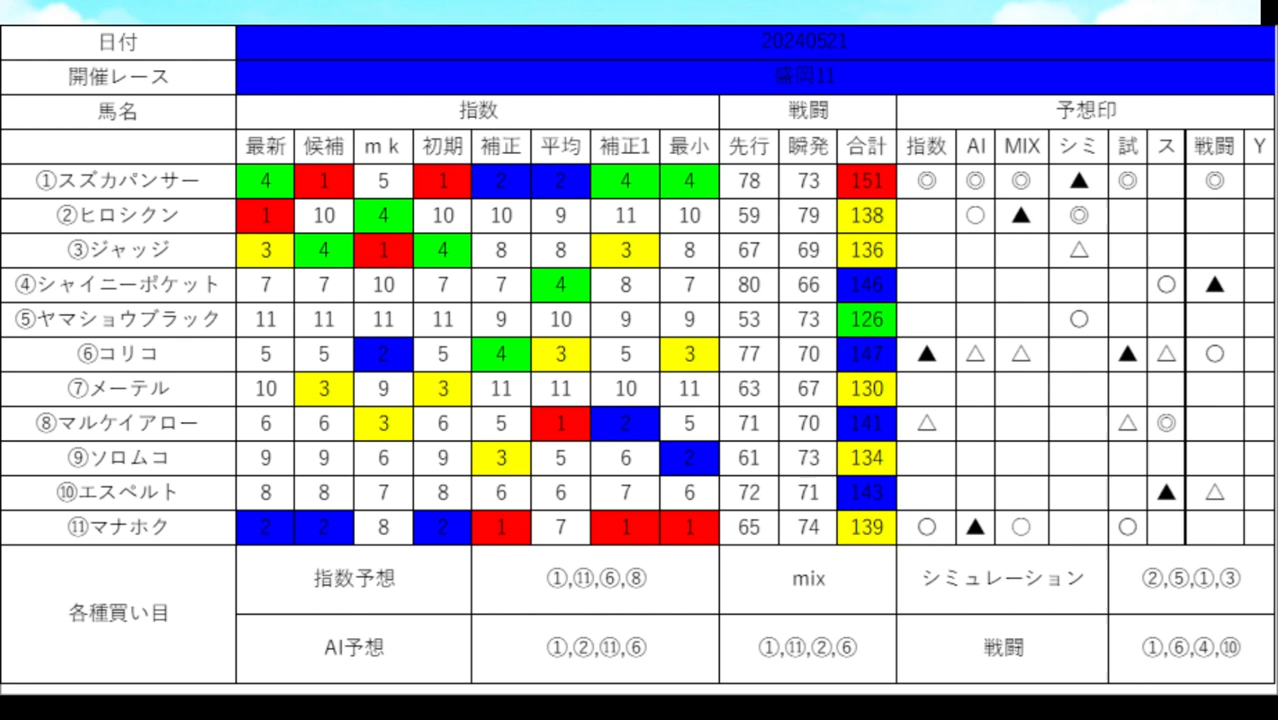 日付 20240521
開催レース 盛岡11
馬名 指数 戦闘 予想印
最新 候補 mk 初期 補正 平均 補正1 最小 先行 瞬発 合計 指数 AI MIX シミ 試 ス 戦闘 Y
①スズカパンサー 4 1 5 1 2 2 4 4 78 73 151 ◎ ◎ ◎ ▲ ◎ ◎
②ヒロシクン 1 10 4 10 10 9 11 10 59 79 138 ○ ▲ ◎
③ジャッジ 3 4 1 4 8 8 3 8 67 69 136 △
④シャイニーポケット 7 7 10 7 7 4 8 7 80 66 146 ○ ▲
⑤ヤマショウブラック 11 11 11 11 9 10 9 9 53 73 126 ○
⑥コリコ 5 5 2 5 4 3 5 3 77 70 147 ▲ △ △ ▲ △ ○
⑦メーテル 10 3 9 3 11 11 10 11 63 67 130
⑧マルケイアロー 6 6 3 6 5 1 2 5 71 70 141 △ △ ◎
⑨ソロムコ 9 9 6 9 3 5 6 2 61 73 134
⑩エスペルト 8 8 7 8 6 6 7 6 72 71 143 ▲ △
⑪マナホク 2 2 8 2 1 7 1 1 65 74 139 ○ ▲ ○ ○
各種買い目
指数予想 ①,⑪,⑥,⑧ mix シミュレーション ②,⑤,①,③
AI予想 ①,②,⑪,⑥ ①,⑪,②,⑥ 戦闘 ①,⑥,④,⑩